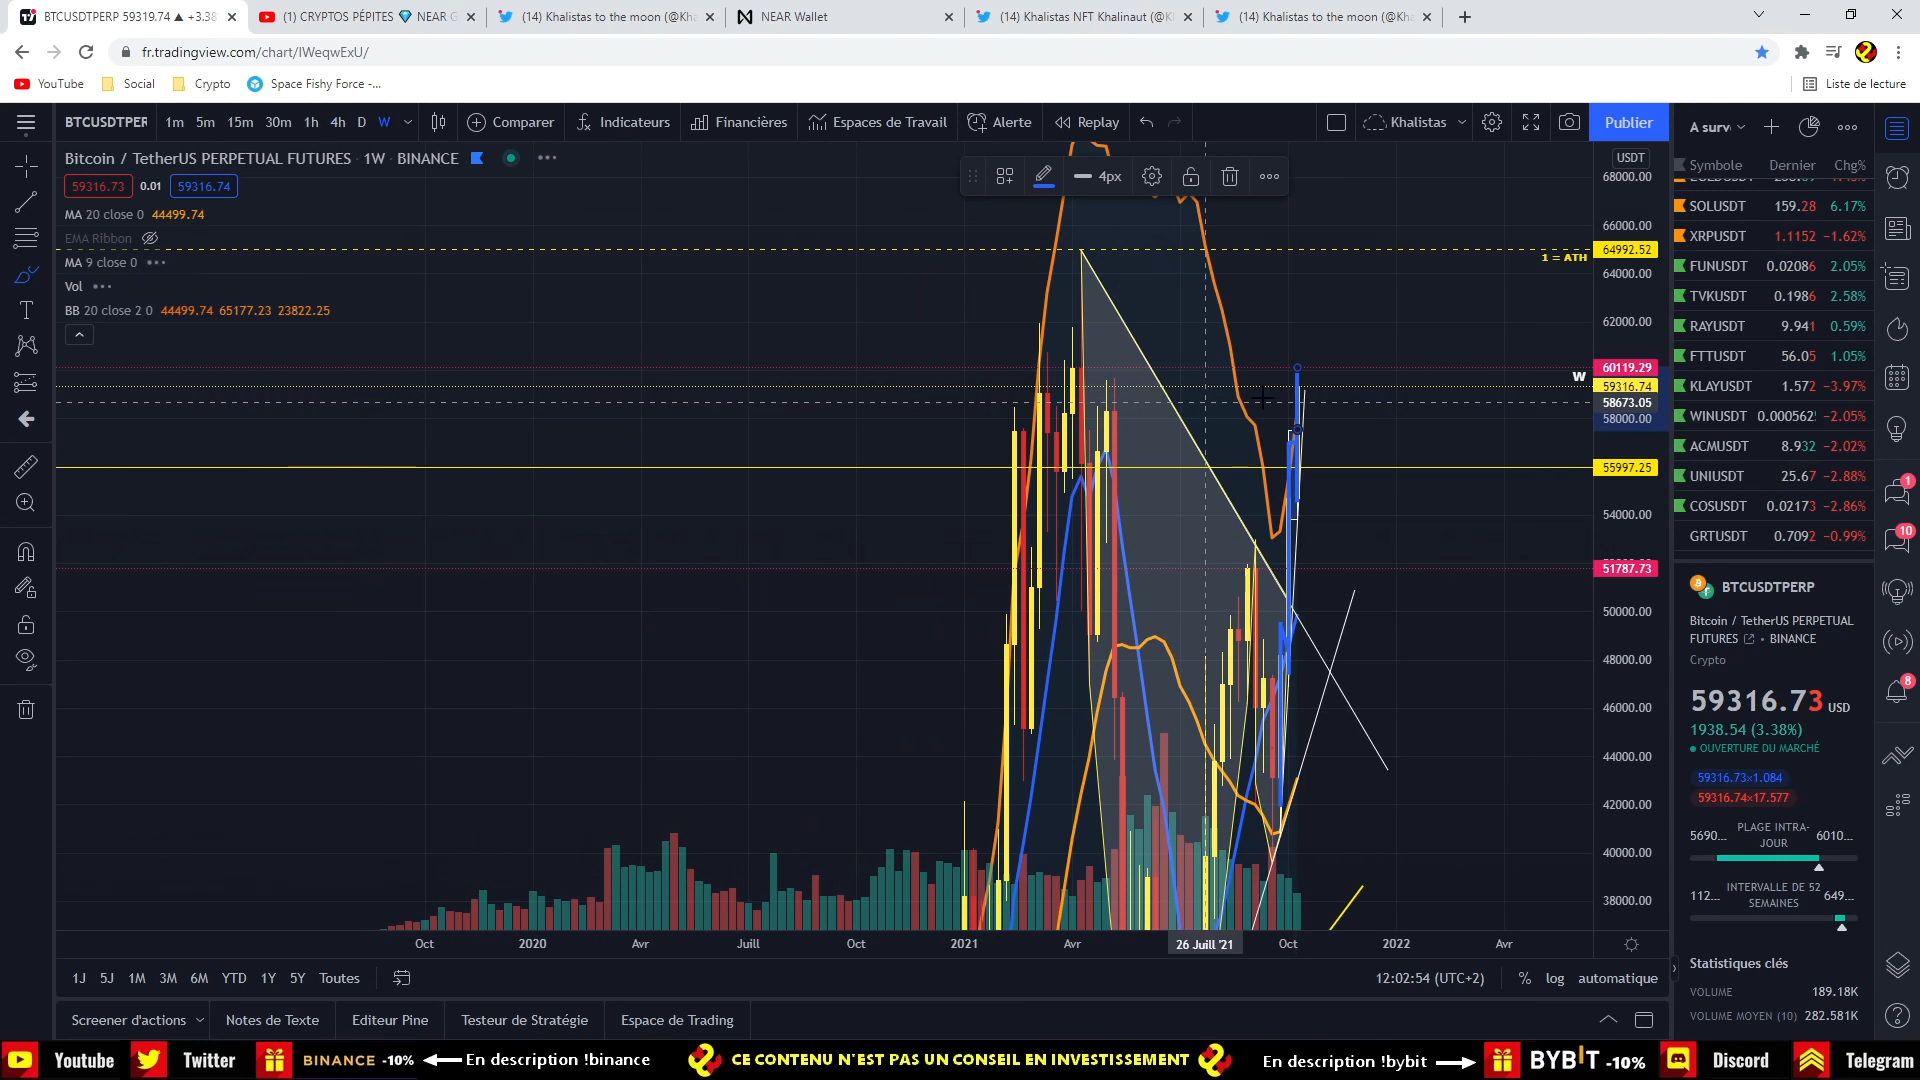 BTCUSDTPERP 59319.74 ▲ +3.38
(1) CRYPTOS PÉPITES 💎 NEAR G
(14) Khalistas to the moon (@Kha
NEAR Wallet
(14) Khalistas NFT Khalinaut (@K
(14) Khalistas to the moon (@Kha
fr.tradingview.com/chart/IWeqwExU/
YouTube
Social
Crypto
Space Fishy Force -...
Liste de lecture
BTCUSDTPER
1m 5m 15m 30m 1h 4h D W
Comparer
Indicateurs
Financières
Espaces de Travail
Alerte
Replay
Khalistas
Publier
A surv
Bitcoin / TetherUS PERPETUAL FUTURES · 1W · BINANCE
59316.73 0.01 59316.74
MA 20 close 0 44499.74
EMA Ribbon
MA 9 close 0
Vol
BB 20 close 2 0 44499.74 65177.23 23822.25
4px
USDT
68000.00
66000.00
64992.52
1 = ATH
64000.00
62000.00
60119.29
W
59316.74
58673.05
58000.00
55997.25
54000.00
51787.73
50000.00
48000.00
46000.00
44000.00
42000.00
40000.00
38000.00
Oct 2020 Avr Juill Oct 2021 Avr 26 Juill '21 Oct 2022 Avr
1J 5J 1M 3M 6M YTD 1Y 5Y Toutes
12:02:54 (UTC+2) % log automatique
Screener d'actions
Notes de Texte
Editeur Pine
Testeur de Stratégie
Espace de Trading
Symbole Dernier Chg%
SOLUSDT 159.28 6.17%
XRPUSDT 1.1152 −1.62%
FUNUSDT 0.02086 2.05%
TVKUSDT 0.1986 2.58%
RAYUSDT 9.941 0.59%
FTTUSDT 56.05 1.05%
KLAYUSDT 1.572 −3.97%
WINUSDT 0.000562 −2.05%
ACMUSDT 8.932 −2.02%
UNIUSDT 25.67 −2.88%
COSUSDT 0.02173 −2.86%
GRTUSDT 0.7092 −0.99%
BTCUSDTPERP
Bitcoin / TetherUS PERPETUAL
FUTURES • BINANCE
Crypto
59316.73 USD
1938.54 (3.38%)
OUVERTURE DU MARCHÉ
59316.73×1.084
59316.74×17.577
5690... PLAGE INTRA-JOUR 6010...
112... INTERVALLE DE 52 SEMAINES 649...
Statistiques clés
VOLUME 189.18K
VOLUME MOYEN (10) 282.581K
1
10
8
Youtube
Twitter
BINANCE -10%
En description !binance
CE CONTENU N'EST PAS UN CONSEIL EN INVESTISSEMENT
En description !bybit
BYBIT -10%
Discord
Telegram